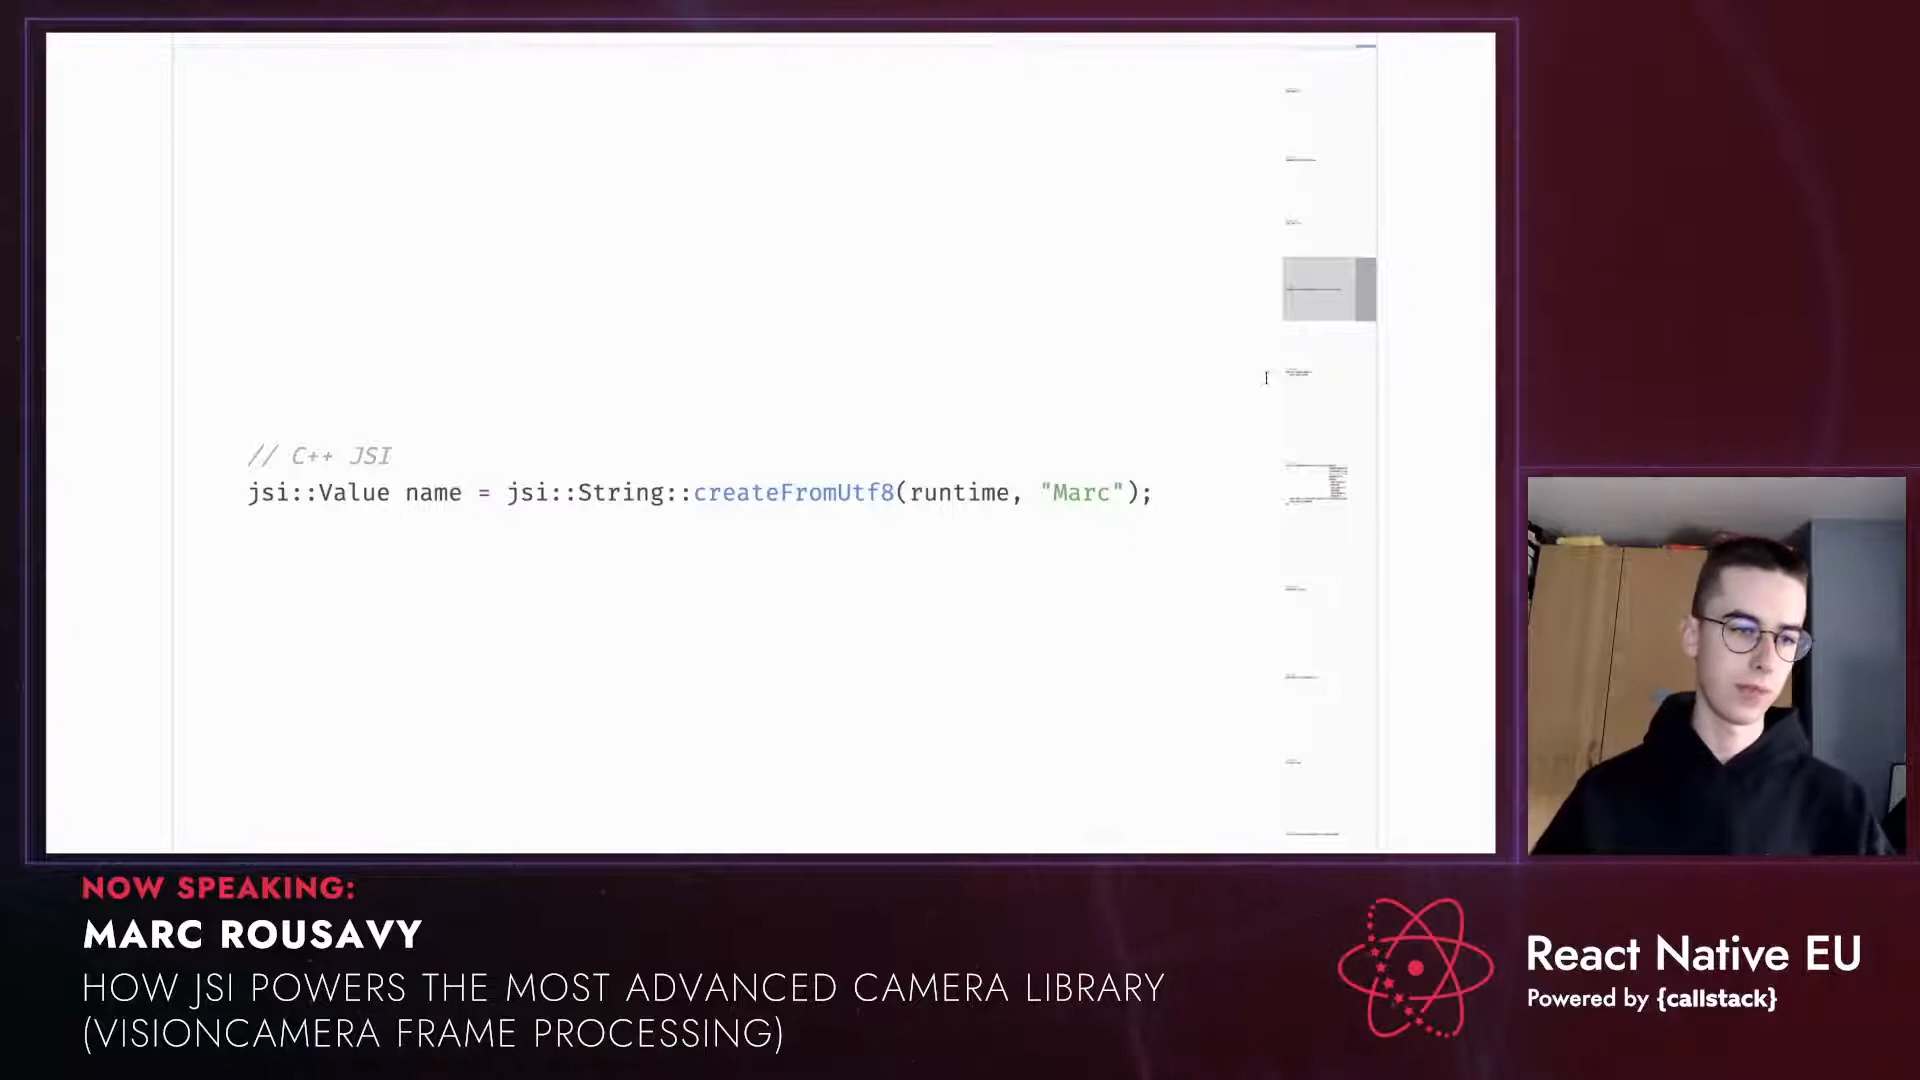 // C++ JSI
jsi::Value name = jsi::String::createFromUtf8(runtime, "Marc");
NOW SPEAKING:
MARC ROUSAVY
HOW JSI POWERS THE MOST ADVANCED CAMERA LIBRARY
(VISIONCAMERA FRAME PROCESSING)
React Native EU
Powered by {callstack}